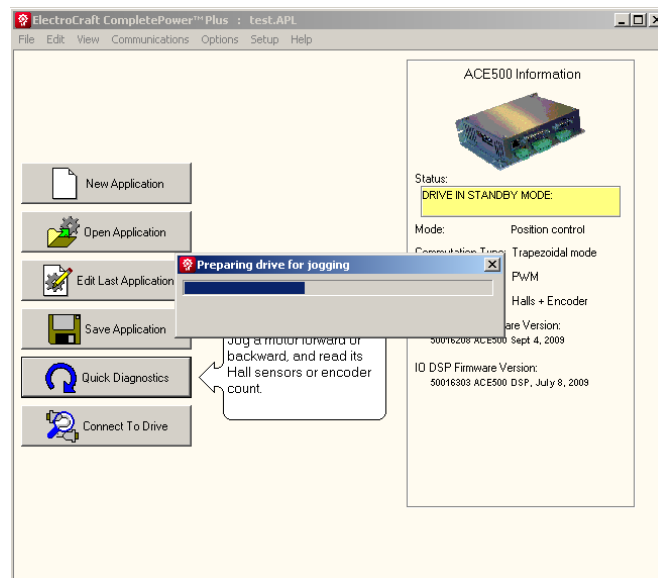 ElectroCraft CompletePower™Plus : test.APL
File Edit View Communications Options Setup Help
ACE500 Information
Status:
DRIVE IN STANDBY MODE:
New Application
Mode: Position control
Open Application
Trapezoidal mode
Preparing drive for jogging
Edit Last Application
PWM
Halls + Encoder
Save Application
are Version:
50016208 ACE500 Sept 4, 2009
Jog a motor forward or
backward, and read its
Hall sensors or encoder
count.
Quick Diagnostics
IO DSP Firmware Version:
50016303 ACE500 DSP, July 8, 2009
Connect To Drive